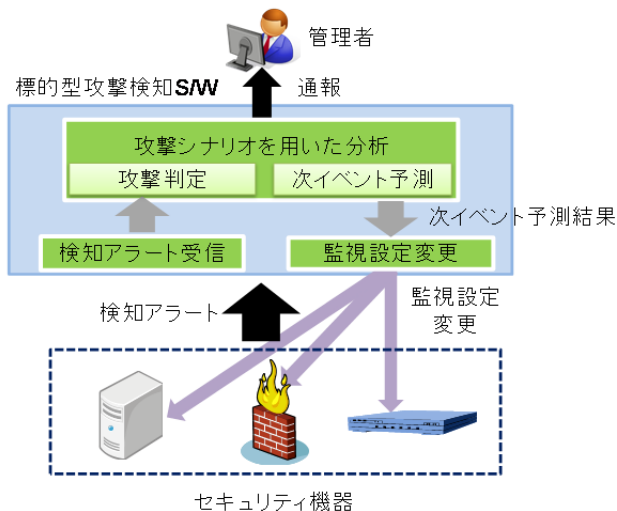 管理者
標的型攻撃検知S/W
通報
攻撃シナリオを用いた分析
攻撃判定
次イベント予測
次イベント予測結果
検知アラート受信
監視設定変更
検知アラート
監視設定
変更
セキュリティ機器